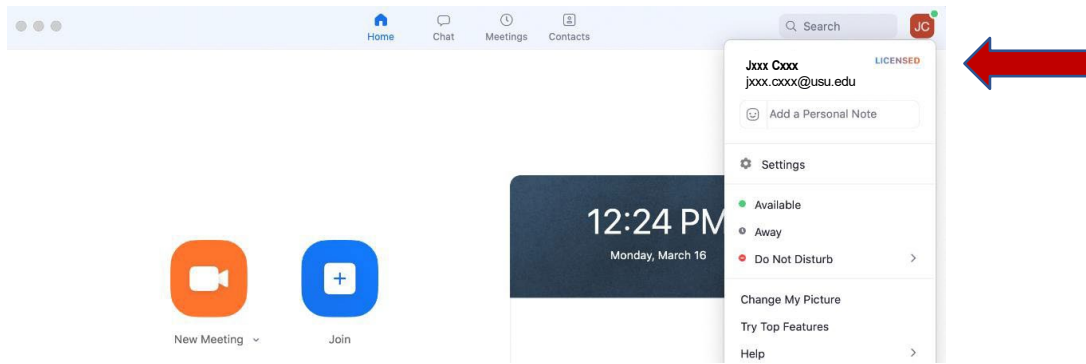 Home Chat Meetings Contacts
Search JC
Jxxx Cxxx LICENSED
jxxx.cxxx@usu.edu
Add a Personal Note
Settings
Available
Away
Do Not Disturb
Change My Picture
Try Top Features
Help
12:24 PM
Monday, March 16
New Meeting Join